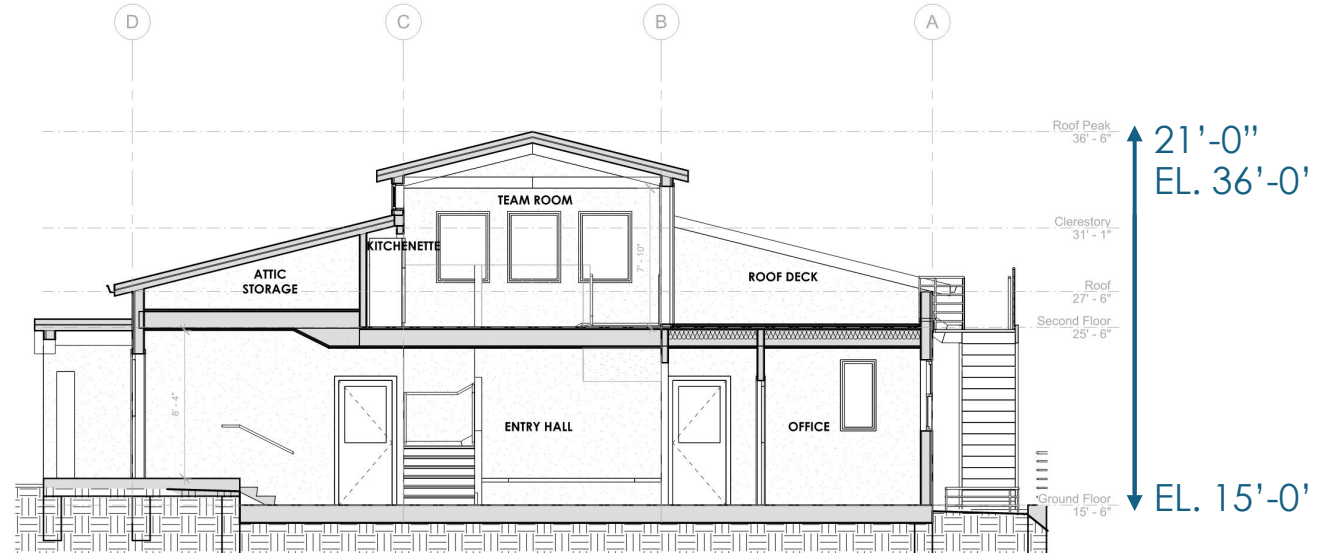 D
C
B
A
Roof Peak
36' - 6"
21’-0”
EL. 36’-0’
TEAM ROOM
Clerestory
31' - 1"
KITCHENETTE
7' - 10"
ATTIC
STORAGE
ROOF DECK
Roof
27' - 6"
Second Floor
25' - 6"
8' - 4"
ENTRY HALL
OFFICE
Ground Floor
15' - 6"
EL. 15’-0’